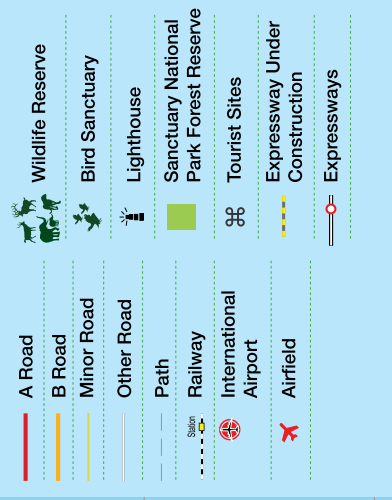 A Road
B Road
Minor Road
Other Road
Path
Station
Railway
International
Airport
Airfield
Wildlife Reserve
Bird Sanctuary
Lighthouse
Sanctuary National
Park Forest Reserve
Tourist Sites
Expressway Under
Construction
Expressways